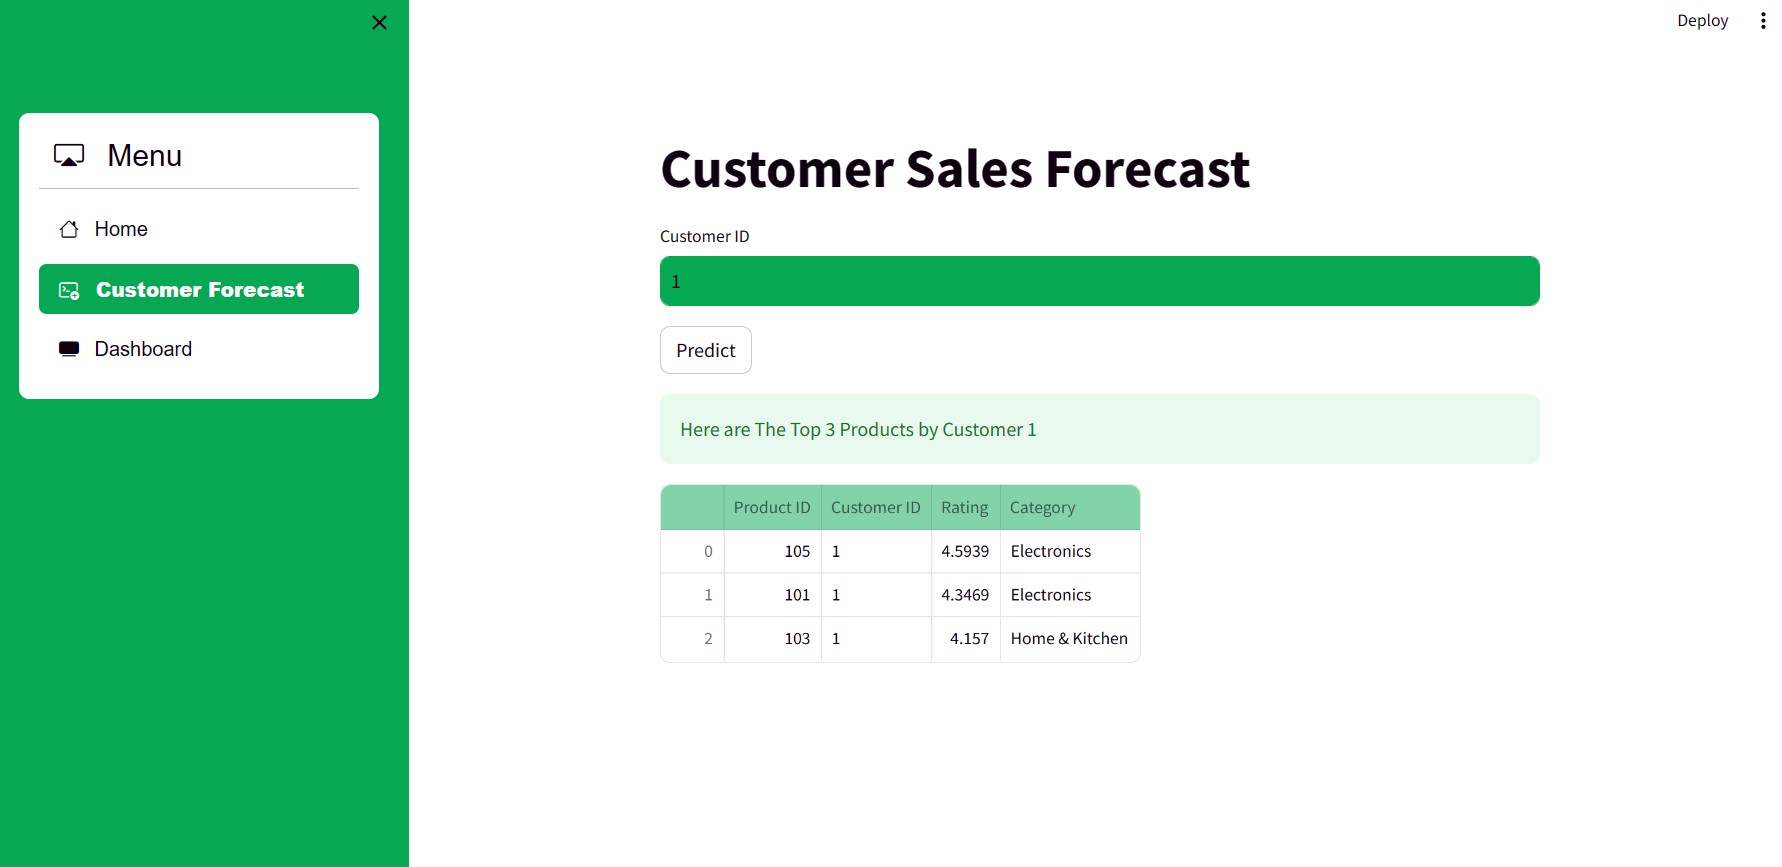 Deploy
Menu
Home
Customer Forecast
Dashboard
Customer Sales Forecast
Customer ID
1
Predict
Here are The Top 3 Products by Customer 1
Product ID Customer ID Rating Category
0 105 1 4.5939 Electronics
1 101 1 4.3469 Electronics
2 103 1 4.157 Home & Kitchen